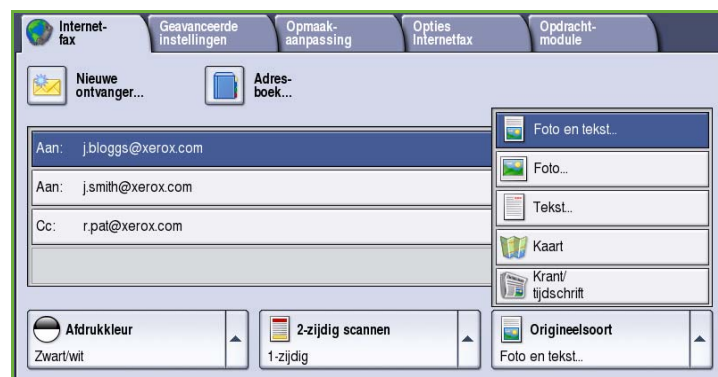 Internet-
fax
Geavanceerde
instellingen
Opmaak-
aanpassing
Opties
Internetfax
Opdracht-
module
Nieuwe
ontvanger...
Adres-
boek...
Aan: j.bloggs@xerox.com
Aan: j.smith@xerox.com
Cc: r.pat@xerox.com
Foto en tekst...
Foto...
Tekst...
Kaart
Krant/
tijdschrift
Afdrukkleur
Zwart/wit
2-zijdig scannen
1-zijdig
Origineelsoort
Foto en tekst...